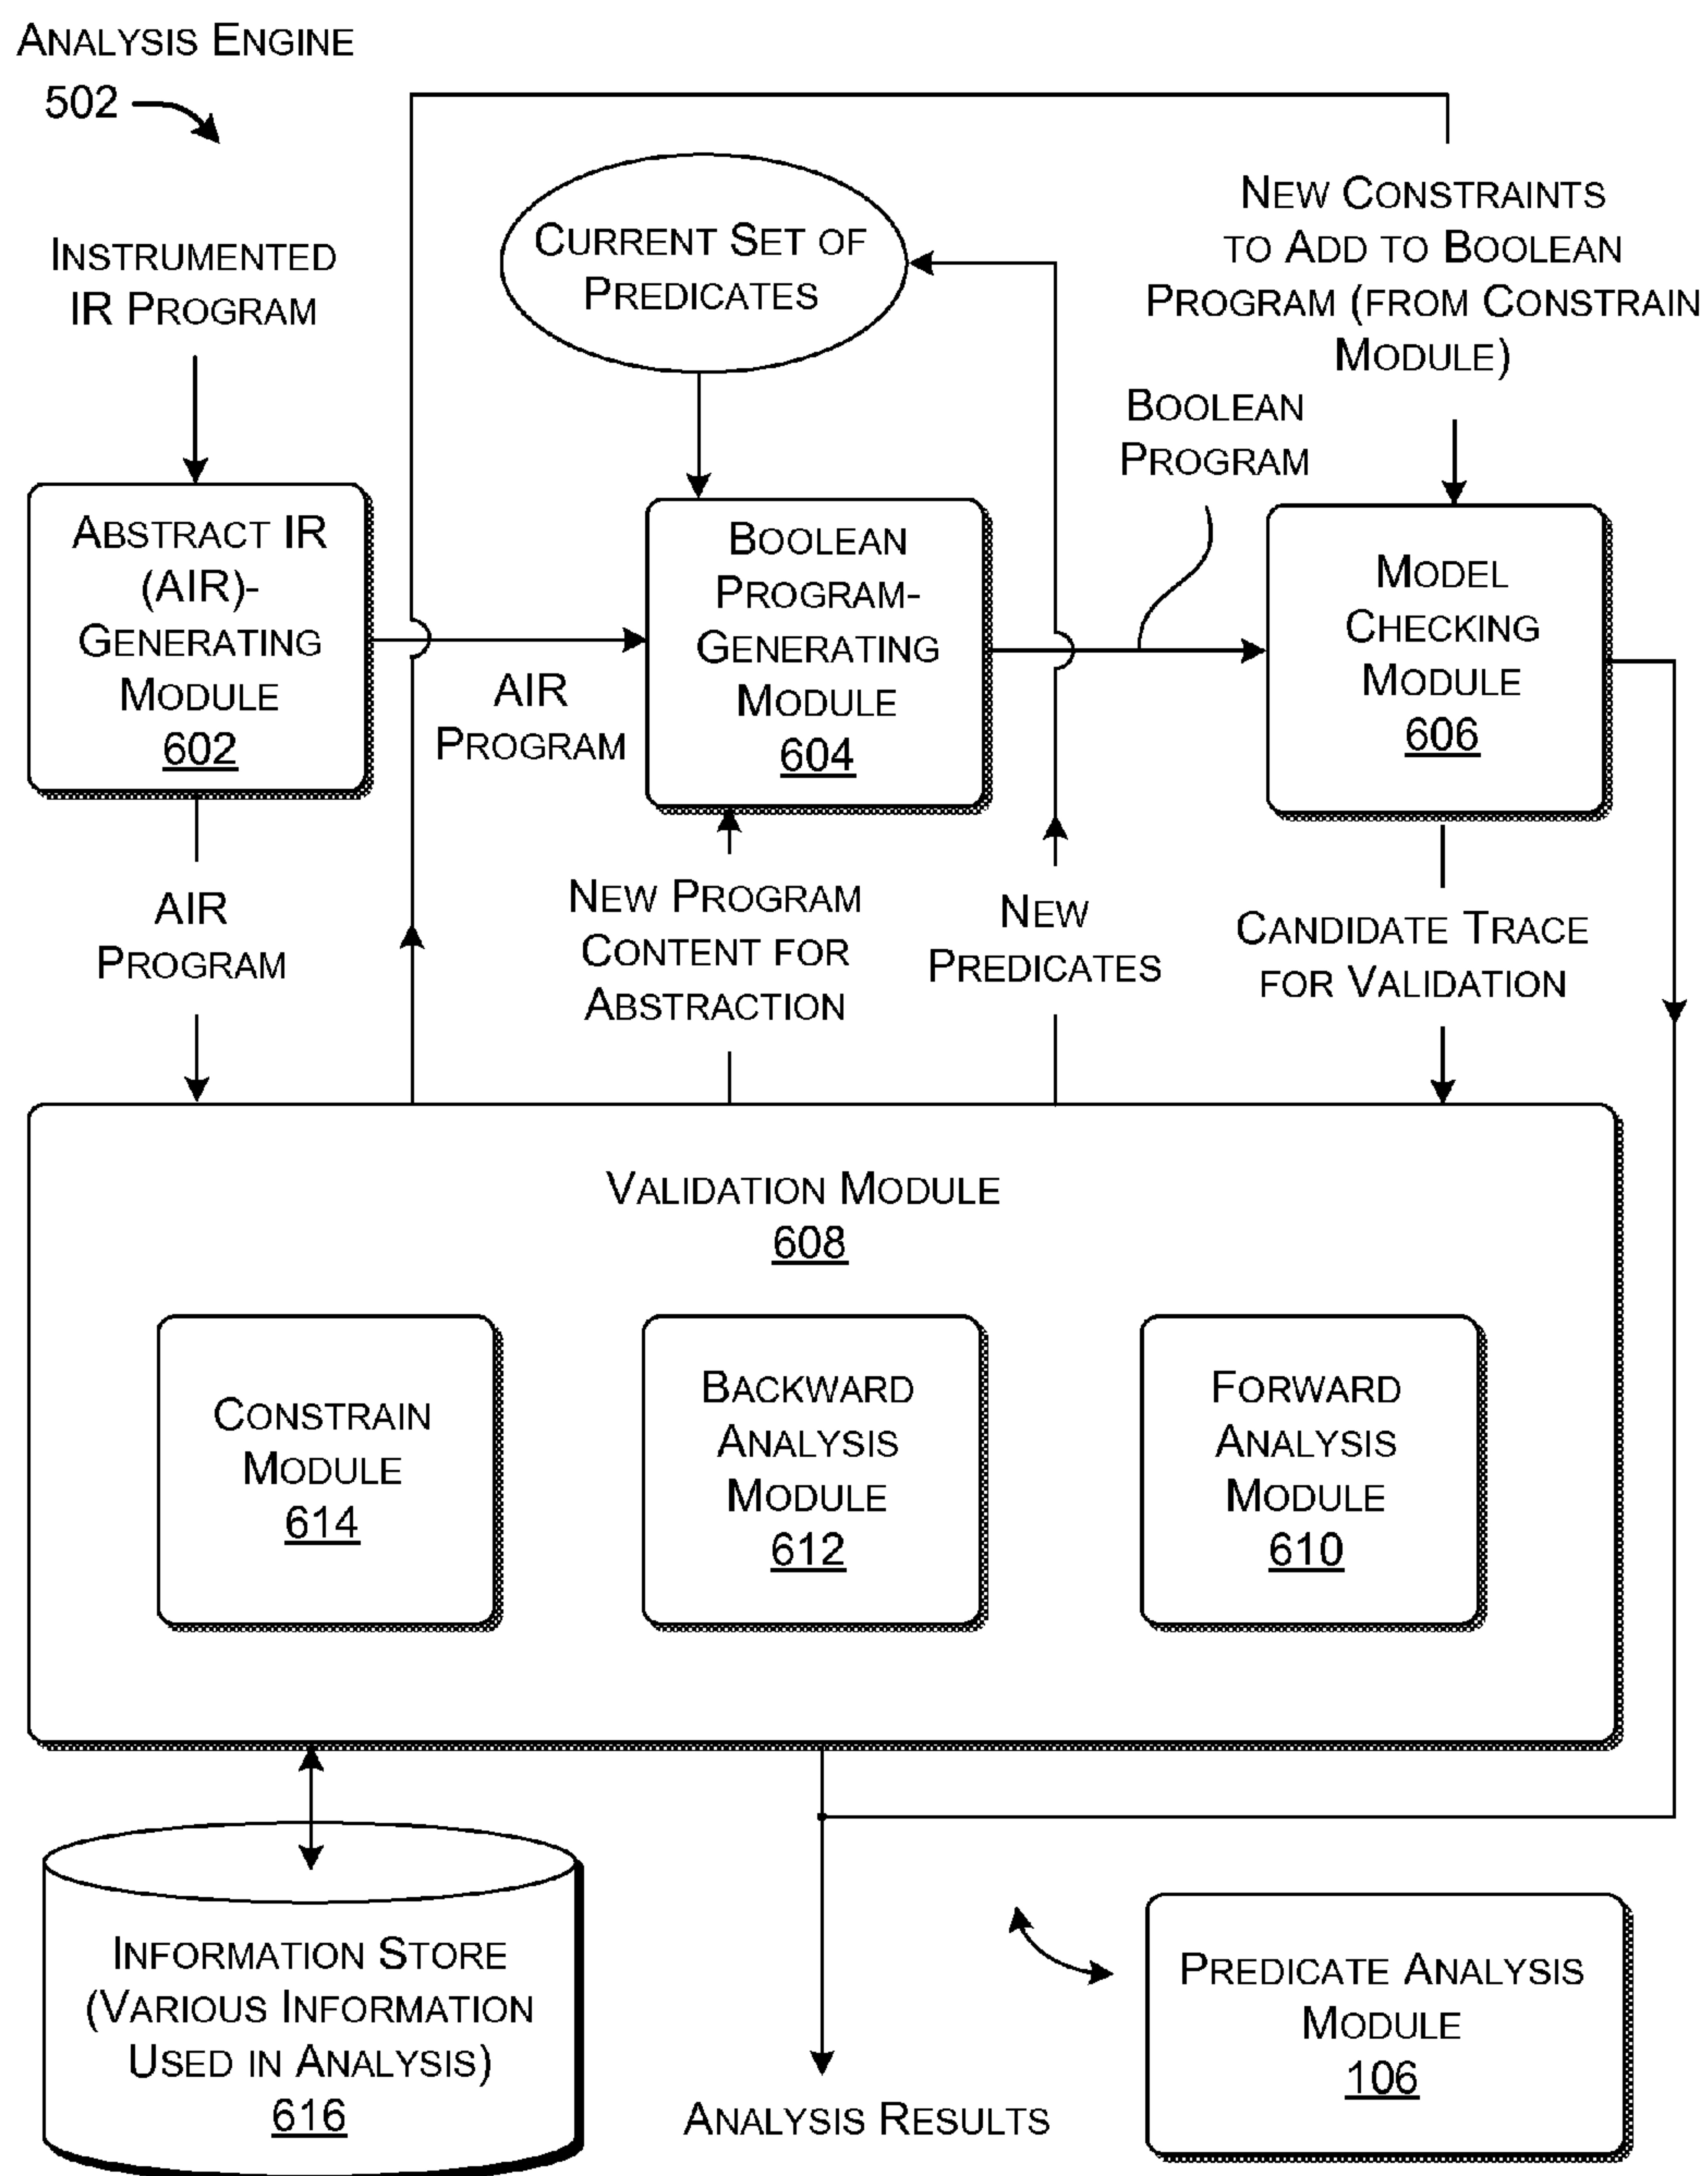 ANALYSIS ENGINE
502
INSTRUMENTED
IR PROGRAM
CURRENT SET OF
PREDICATES
NEW CONSTRAINTS
TO ADD TO BOOLEAN
PROGRAM (FROM CONSTRAIN
MODULE)
BOOLEAN
PROGRAM
ABSTRACT IR
(AIR)-
GENERATING
MODULE
602
AIR
PROGRAM
BOOLEAN
PROGRAM-
GENERATING
MODULE
604
MODEL
CHECKING
MODULE
606
AIR
PROGRAM
NEW PROGRAM
CONTENT FOR
ABSTRACTION
NEW
PREDICATES
CANDIDATE TRACE
FOR VALIDATION
VALIDATION MODULE
608
CONSTRAIN
MODULE
614
BACKWARD
ANALYSIS
MODULE
612
FORWARD
ANALYSIS
MODULE
610
INFORMATION STORE
(VARIOUS INFORMATION
USED IN ANALYSIS)
616
ANALYSIS RESULTS
PREDICATE ANALYSIS
MODULE
106